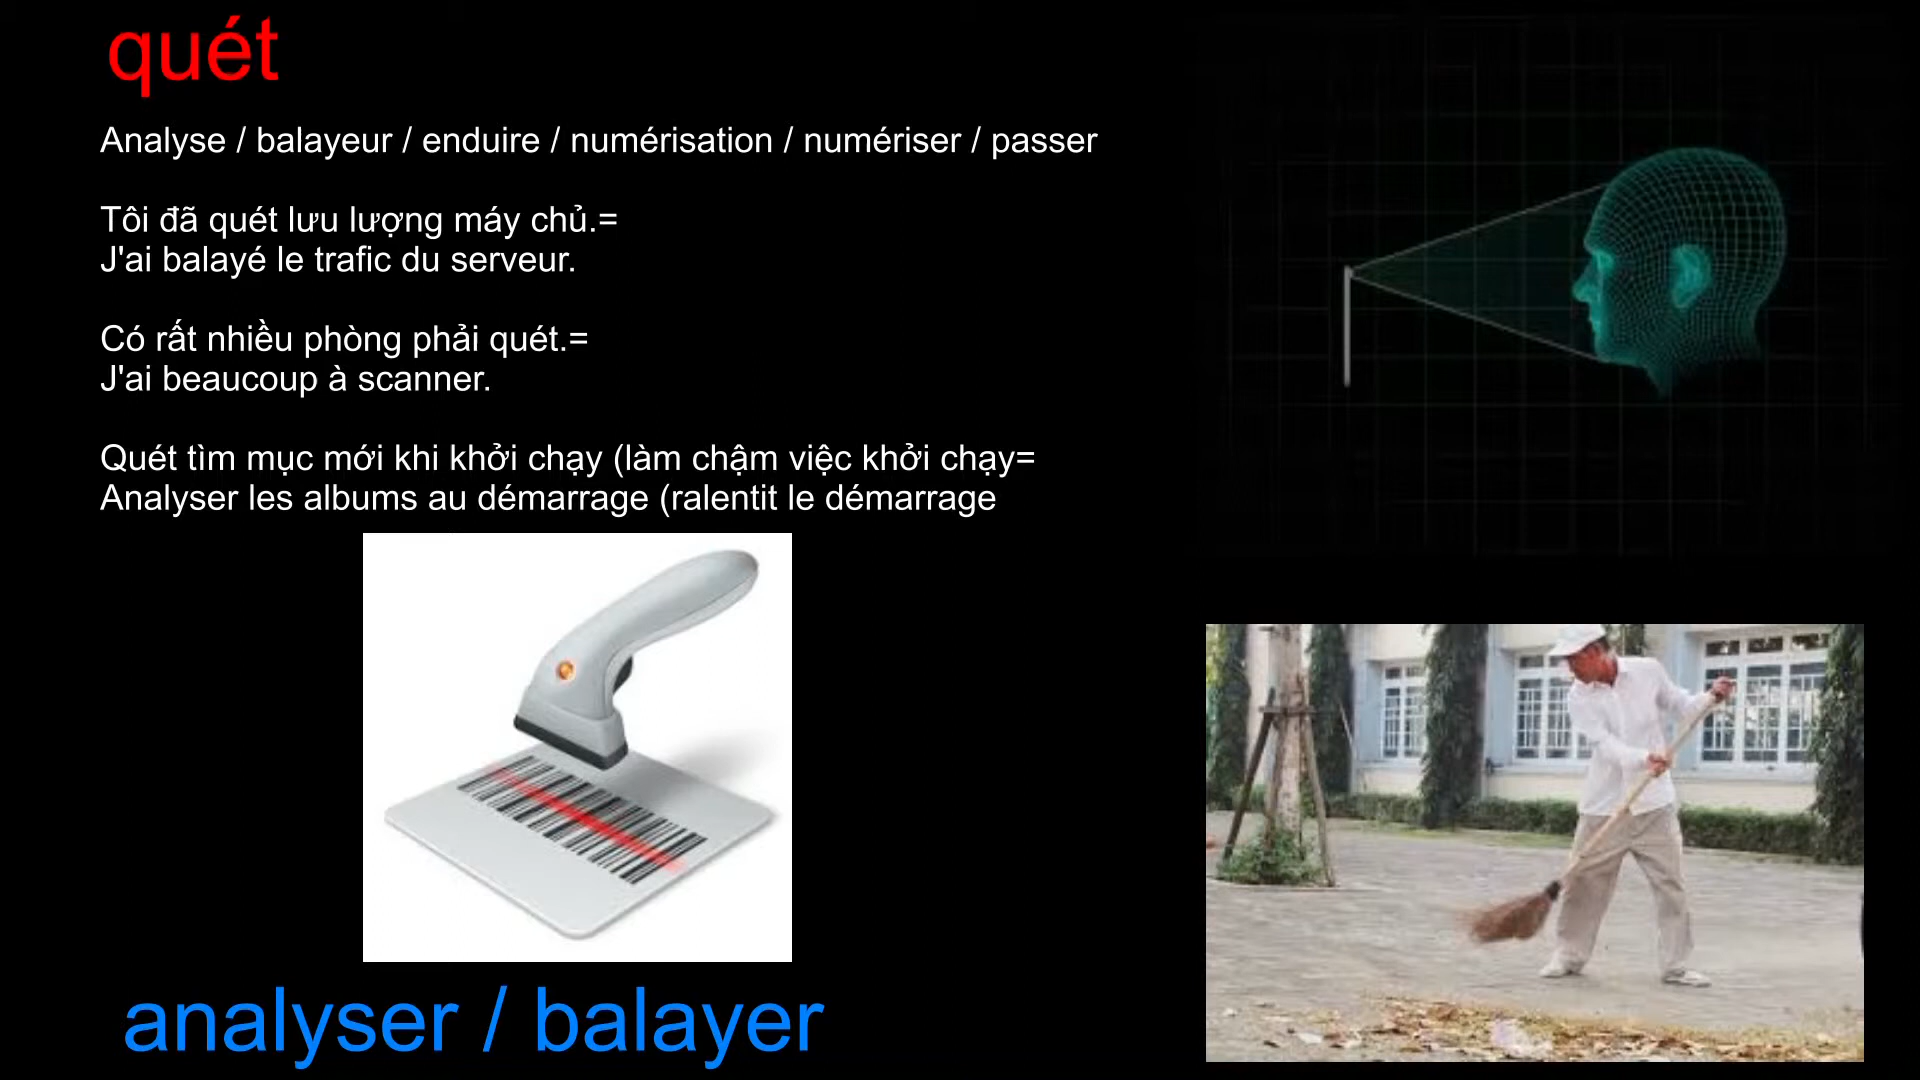 quét
Analyse / balayeur / enduire / numérisation / numériser / passer
Tôi đã quét lưu lượng máy chủ.=
J'ai balayé le trafic du serveur.
Có rất nhiều phòng phải quét.=
J'ai beaucoup à scanner.
Quét tìm mục mới khi khởi chạy (làm chậm việc khởi chạy=
Analyser les albums au démarrage (ralentit le démarrage
analyser / balayer